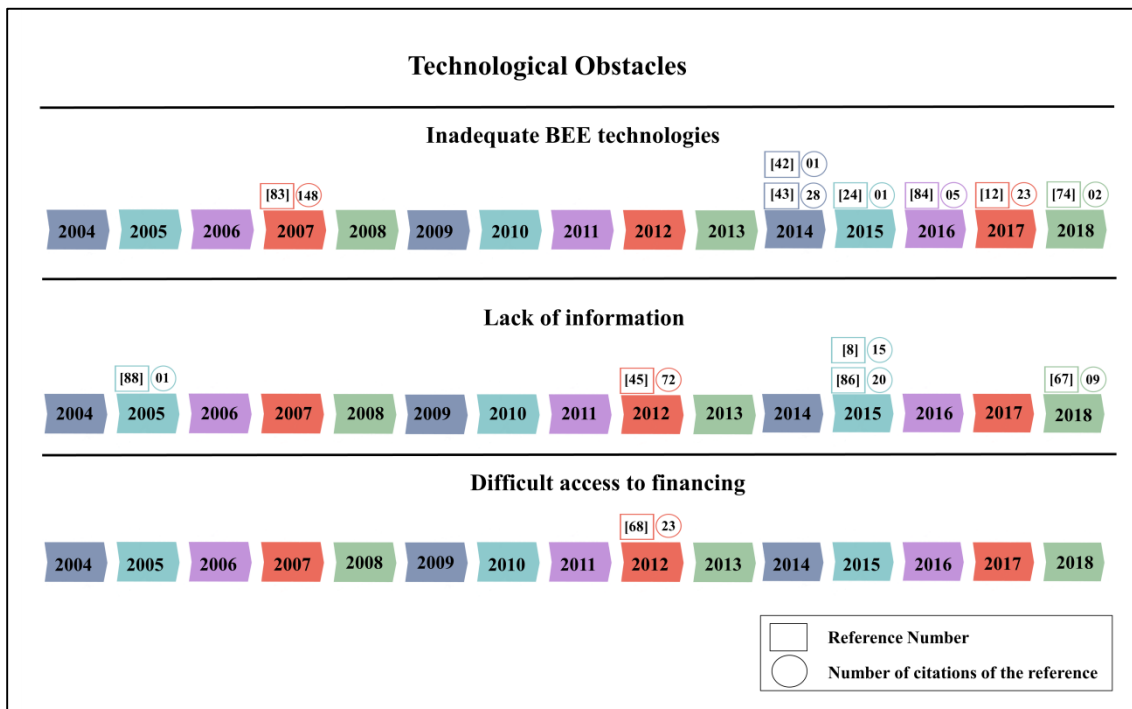 Technological Obstacles
Inadequate BEE technologies
[42] 01
[83] 148 [43] 28 [24] 01 [84] 05 [12] 23 [74] 02
2004 2005 2006 2007 2008 2009 2010 2011 2012 2013 2014 2015 2016 2017 2018
Lack of information
[8] 15
[88] 01 [45] 72 [86] 20 [67] 09
2004 2005 2006 2007 2008 2009 2010 2011 2012 2013 2014 2015 2016 2017 2018
Difficult access to financing
[68] 23
2004 2005 2006 2007 2008 2009 2010 2011 2012 2013 2014 2015 2016 2017 2018
Reference Number
Number of citations of the reference